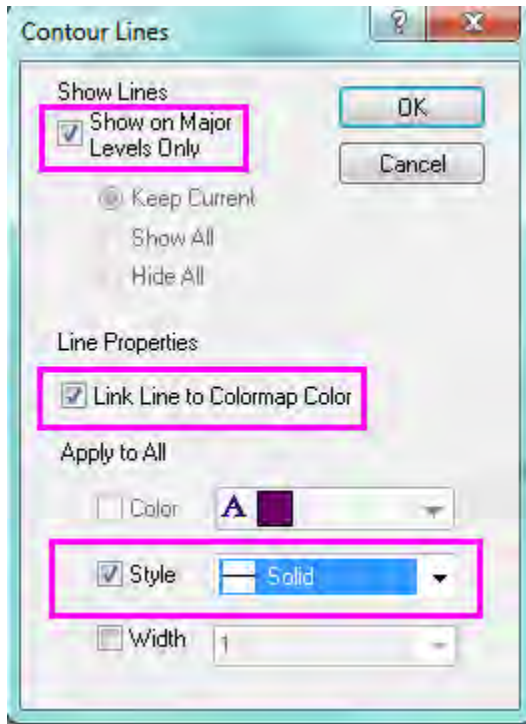 Contour Lines
?
Show Lines
Show on Major
Levels Only
OK
Cancel
Keep Current
Show All
Hide All
Line Properties
Link Line to Colormap Color
Apply to All
Color
A
Style
Solid
Width
1